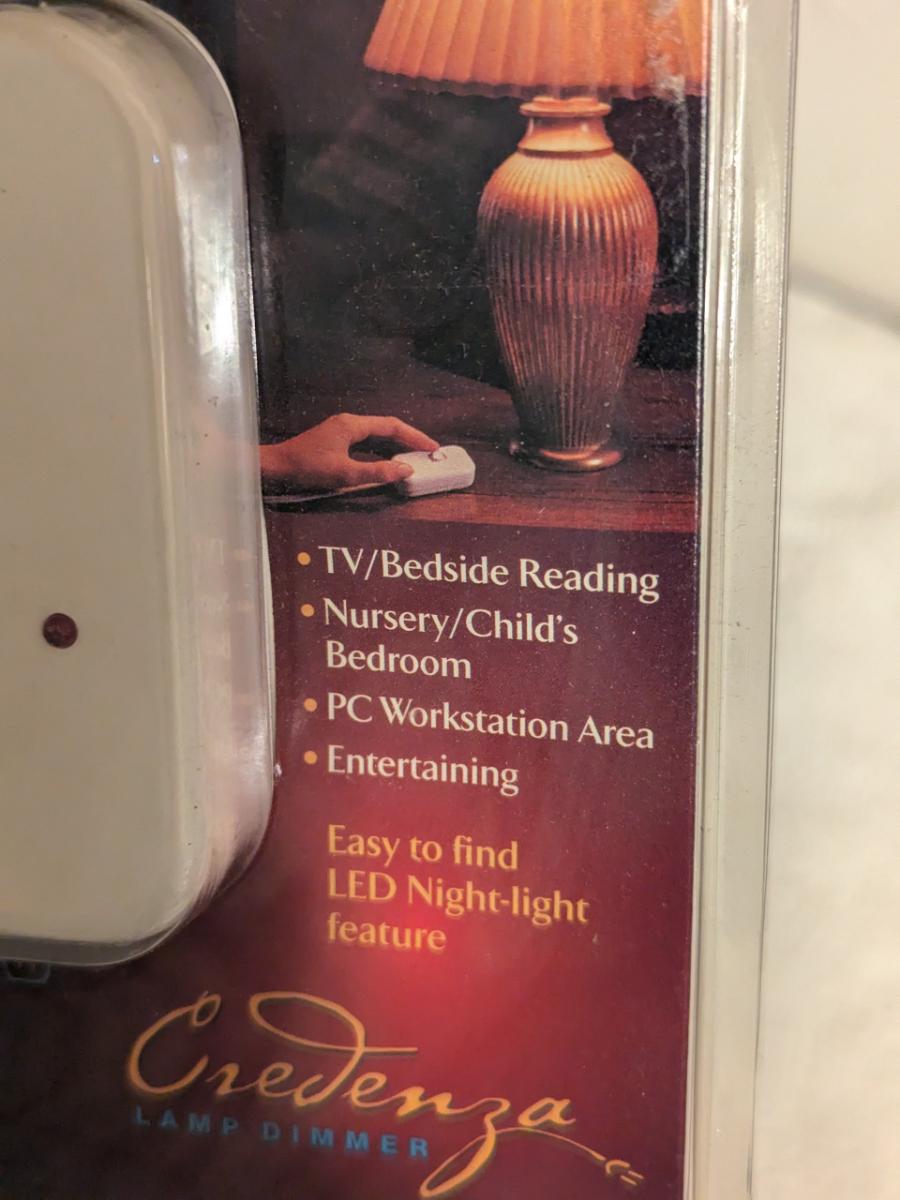 • TV/Bedside Reading
• Nursery/Child's
Bedroom
• PC Workstation Area
• Entertaining
Easy to find
LED Night-light
feature
Credenza
LAMP DIMMER